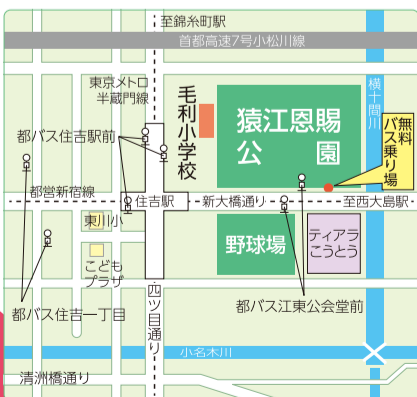 至錦糸町駅
首都高速7号小松川線
東京メトロ
半蔵門線
毛利小学校
猿江恩賜
公園
横十間川
無料
バス乗り場
都バス住吉駅前
都営新宿線
住吉駅
新大橋通り
至西大島駅
東川小
野球場
ティアラ
こうとう
こども
プラザ
四ツ目通り
都バス住吉一丁目
都バス江東公会堂前
小名木川
清洲橋通り